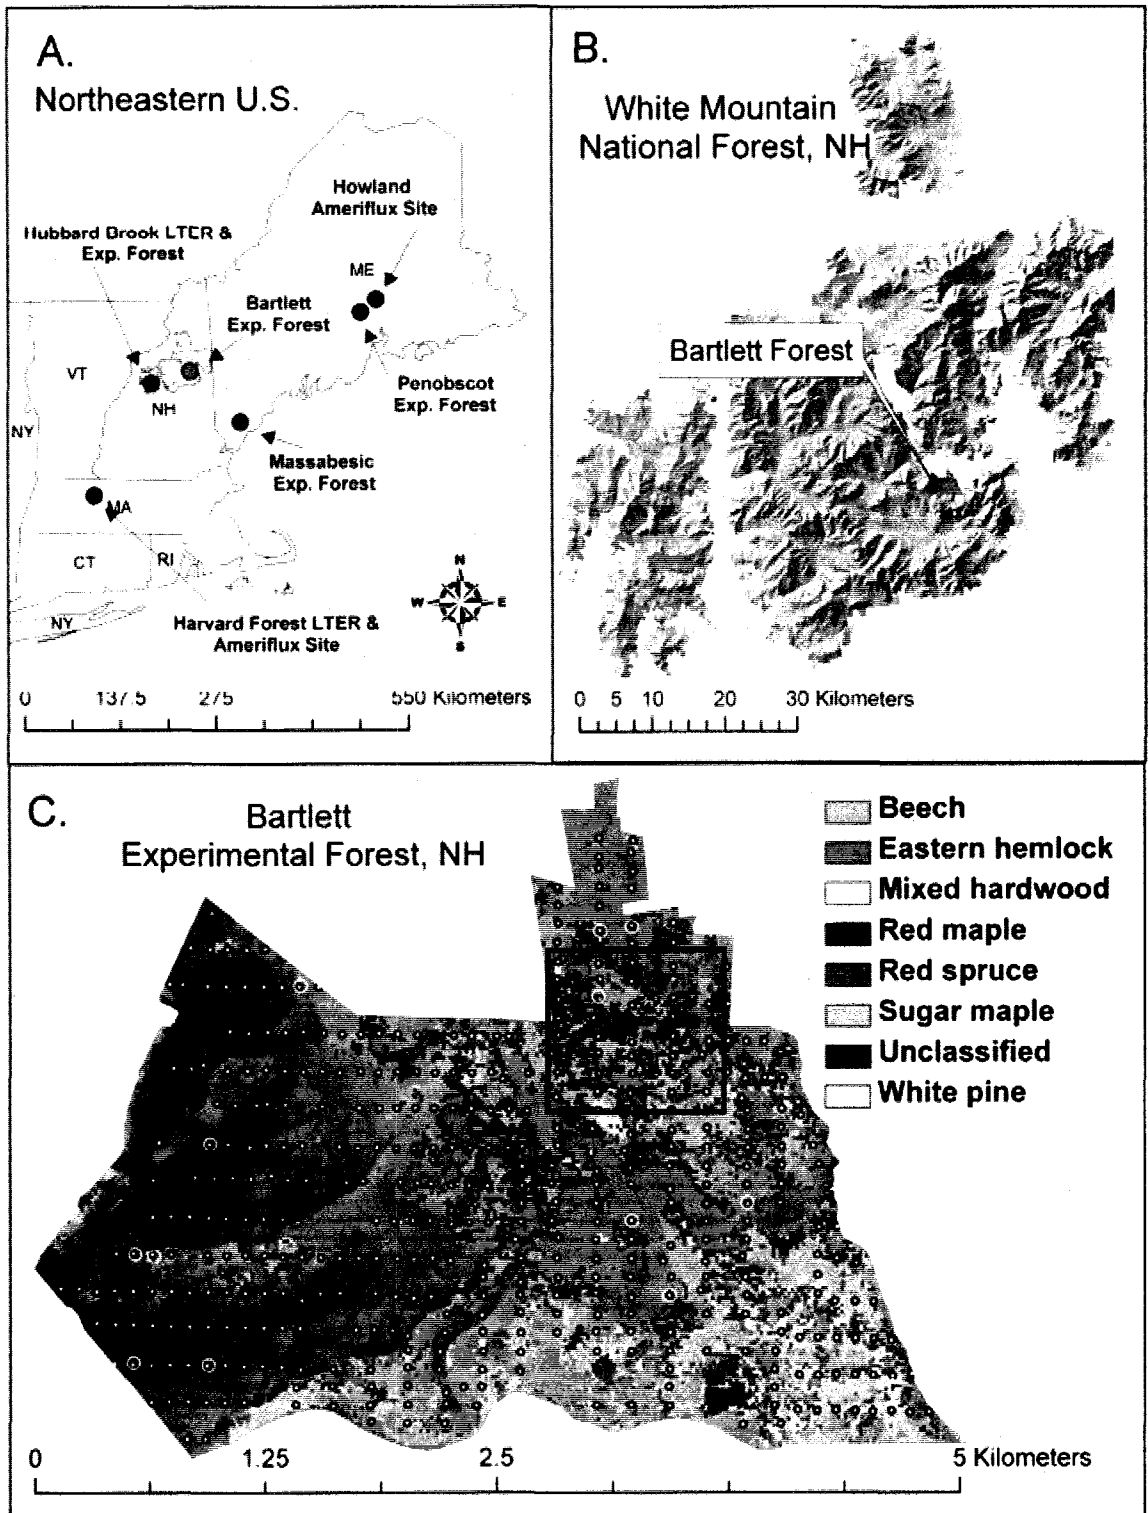 A.
Northeastern U.S.
Howland
Ameriflux Site
Hubbard Brook LTER &
Exp. Forest
ME
Bartlett
Exp. Forest
VT
Penobscot
Exp. Forest
NH
NY
Massabesic
Exp. Forest
MA
CT
RI
NY
Harvard Forest LTER &
Ameriflux Site
N
W
E
S
0 137.5 275 550 Kilometers
B.
White Mountain
National Forest, NH
Bartlett Forest
0 5 10 20 30 Kilometers
C.
Bartlett
Experimental Forest, NH
Beech
Eastern hemlock
Mixed hardwood
Red maple
Red spruce
Sugar maple
Unclassified
White pine
0 1.25 2.5 5 Kilometers